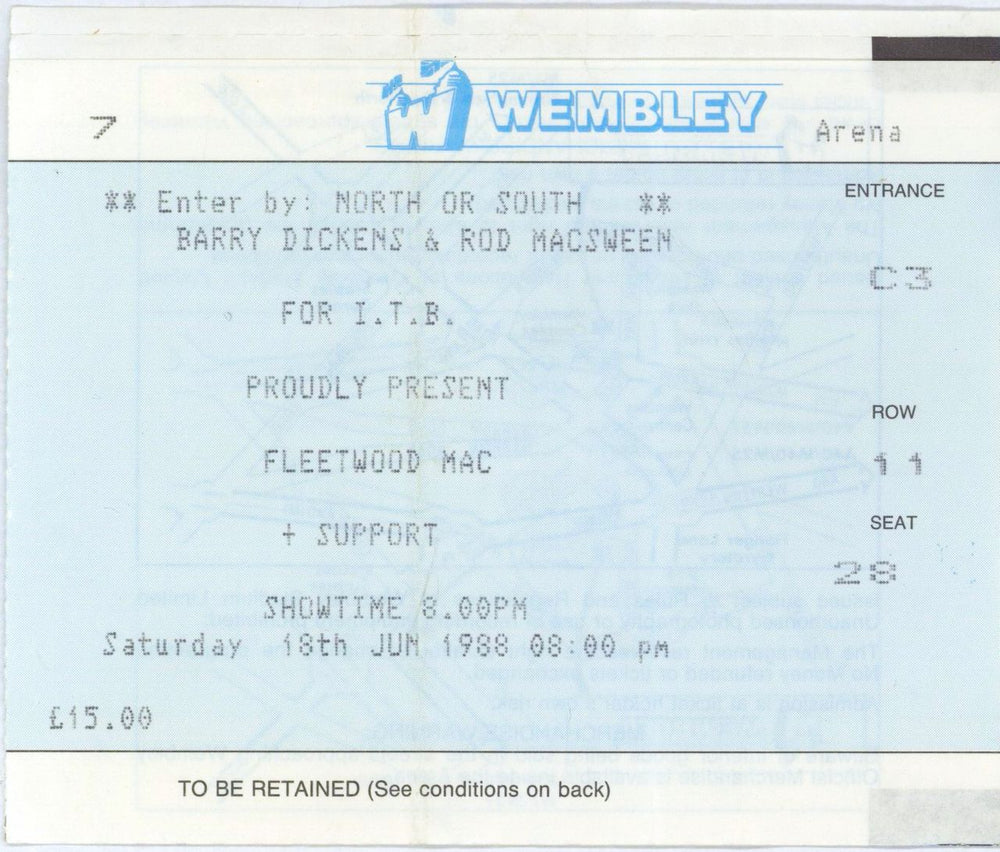 7
WEMBLEY
Arena
** Enter by: NORTH OR SOUTH **
ENTRANCE
BARRY DICKENS & ROD MACSWEEN
C3
FOR I.T.B.
PROUDLY PRESENT
ROW
FLEETWOOD MAC
11
SEAT
+ SUPPORT
28
SHOWTIME 8.00PM
Saturday 18th JUN 1988 08:00 pm
£15.00
TO BE RETAINED (See conditions on back)